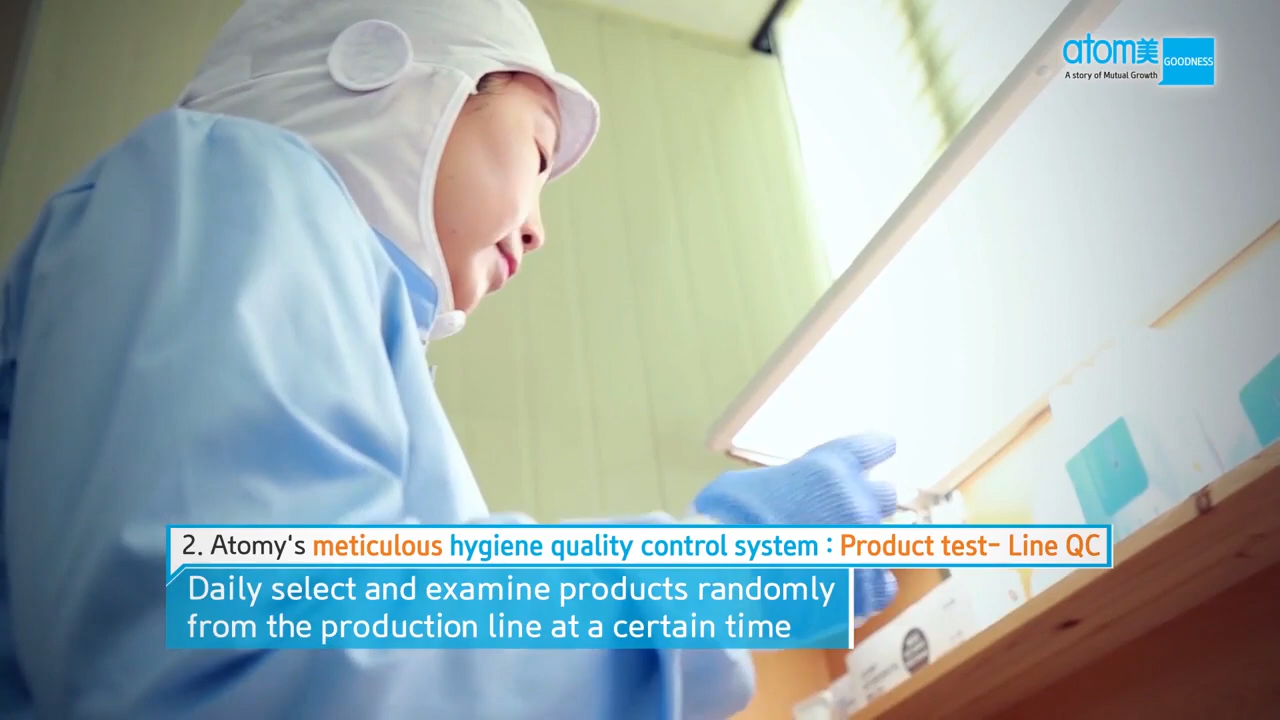 atom美
A story of Mutual Growth
GOODNESS
2. Atomy's meticulous hygiene quality control system : Product test- Line QC
Daily select and examine products randomly
from the production line at a certain time